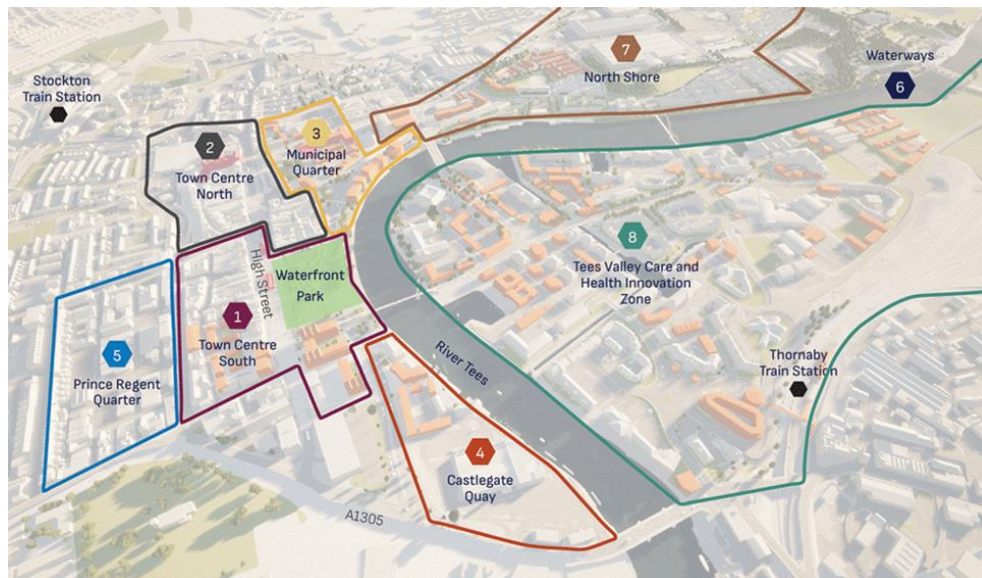 7
North Shore
Waterways
6
Stockton
Train Station
3
Municipal
Quarter
2
Town Centre
North
8
Tees Valley Care and
Health Innovation
Zone
High Street
Waterfront
Park
1
Town Centre
South
5
Prince Regent
Quarter
River Tees
Thornaby
Train Station
4
Castlegate
Quay
A1305